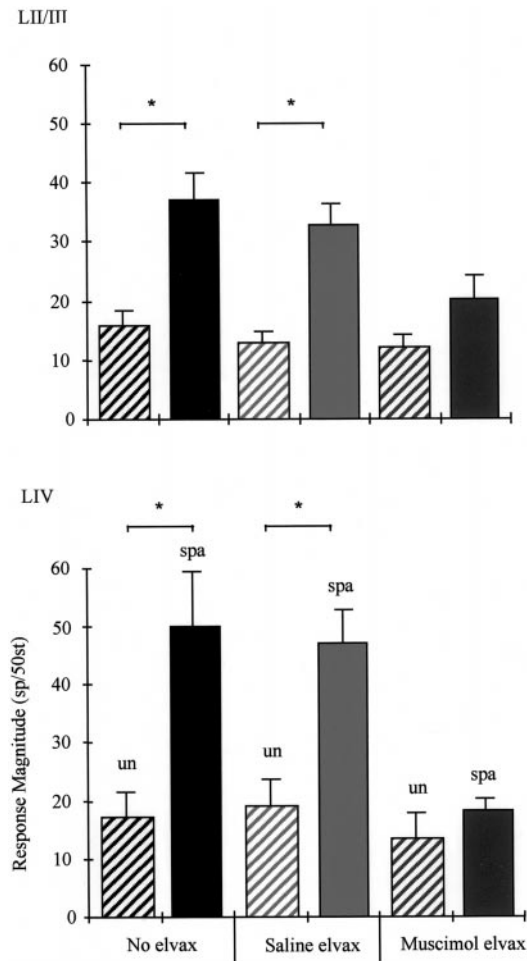 LII/III
60
* *
50
40
30
20
10
0
LIV
* *
spa
60
spa
50
40
Response Magnitude (sp/50st)
30
un un un spa
20
10
0
No elvax Saline elvax Muscimol elvax